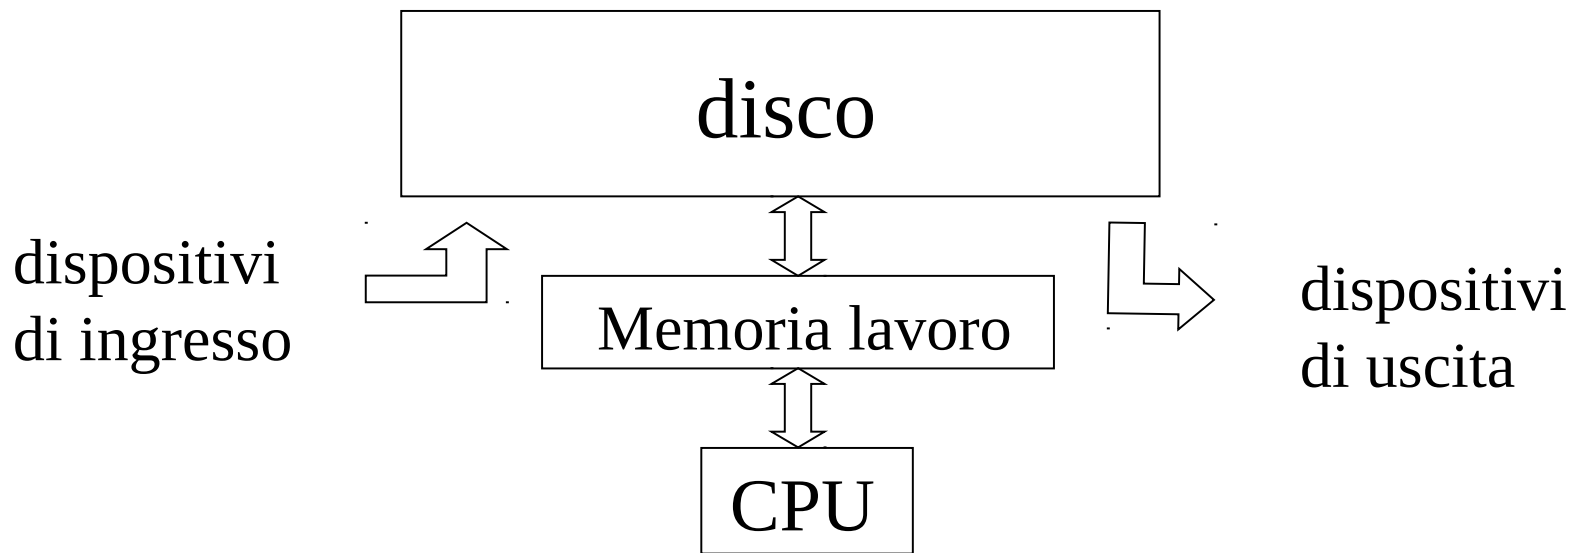 disco
dispositivi
di ingresso
Memoria lavoro
dispositivi
di uscita
CPU